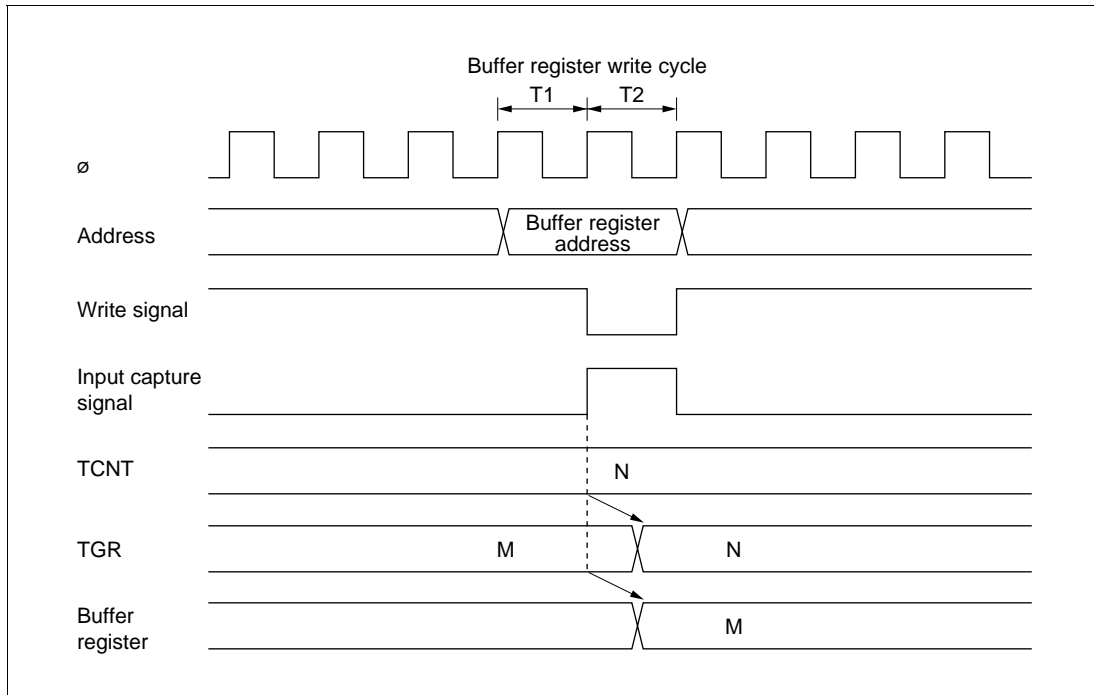 Buffer register write cycle
T1 T2
ø
Buffer register
Address
address
Write signal
Input capture
signal
TCNT
N
TGR
M N
Buffer
M
register